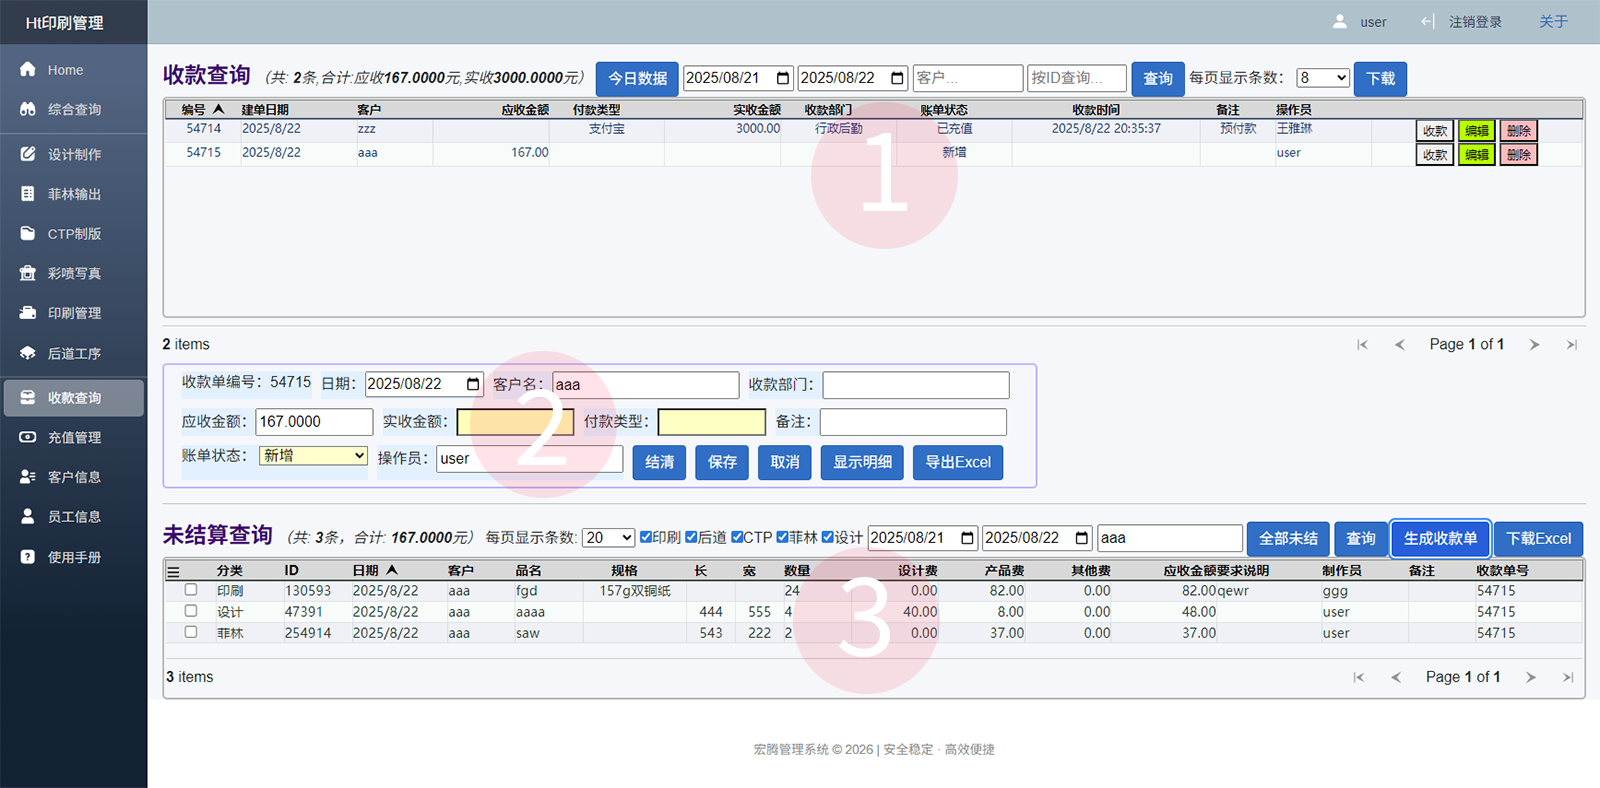 Ht印刷管理
user 注销登录 关于
Home
综合查询
设计制作
菲林输出
CTP制版
彩喷写真
印刷管理
后道工序
收款查询
充值管理
客户信息
员工信息
使用手册
收款查询 (共: 2条,合计:应收167.0000元,实收3000.0000元) 今日数据 2025/08/21 2025/08/22 客户... 按ID查询... 查询 每页显示条数: 8 下载
编号 建单日期 客户 应收金额 付款类型 实收金额 收款部门 账单状态 收款时间 备注 操作员
54714 2025/8/22 zzz 支付宝 3000.00 行政后勤 已充值 2025/8/22 20:35:37 预付款 王雅琳 收款 编辑 删除
54715 2025/8/22 aaa 167.00 新增 user 收款 编辑 删除
1
2 items Page 1 of 1
收款单编号: 54715 日期: 2025/08/22 客户名: aaa 收款部门:
应收金额: 167.0000 实收金额: 付款类型: 备注:
账单状态: 新增 操作员: user 结清 保存 取消 显示明细 导出Excel
2
未结算查询 (共: 3条，合计: 167.0000元) 每页显示条数: 20 印刷 后道 CTP 菲林 设计 2025/08/21 2025/08/22 aaa 全部未结 查询 生成收款单 下载Excel
分类 ID 日期 客户 品名 规格 长 宽 数量 设计费 产品费 其他费 应收金额 要求说明 制作员 备注 收款单号
印刷 130593 2025/8/22 aaa fgd 157g双铜纸 24 0.00 82.00 0.00 82.00 qewr ggg 54715
设计 47391 2025/8/22 aaa aaaa 444 555 4 40.00 8.00 0.00 48.00 user 54715
菲林 254914 2025/8/22 aaa saw 543 222 2 0.00 37.00 0.00 37.00 user 54715
3
3 items Page 1 of 1
宏腾管理系统 © 2026 | 安全稳定 · 高效便捷